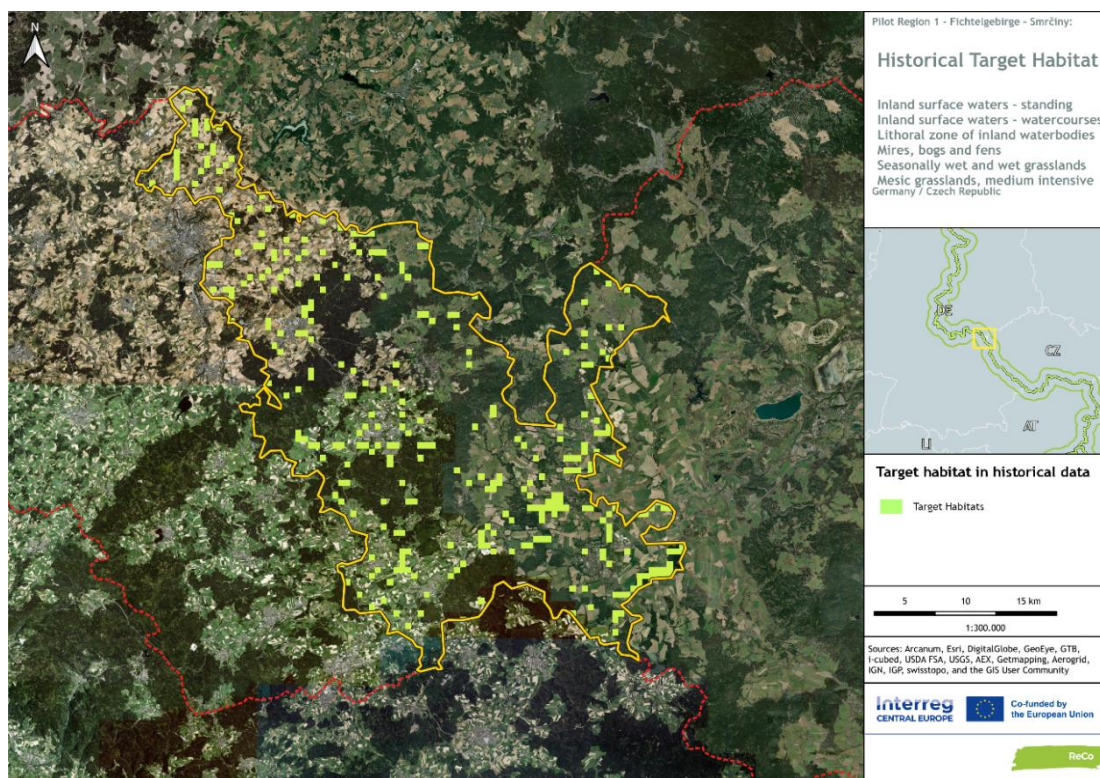 N
Pilot Region 1 - Fichtelgebirge - Smrčiny:
Historical Target Habitat
Inland surface waters - standing
Inland surface waters - watercourses
Lithoral zone of inland waterbodies
Mires, bogs and fens
Seasonally wet and wet grasslands
Mesic grasslands, medium intensive
Germany / Czech Republic
DE
CZ
AT
LI
Target habitat in historical data
Target Habitats
5 10 15 km
1:300.000
Sources: Arcanum, Esri, DigitalGlobe, GeoEye, GTB,
i-cubed, USDA FSA, USGS, AEX, Getmapping, Aerogrid,
IGN, IGP, swisstopo, and the GIS User Community
Interreg
CENTRAL EUROPE
Co-funded by
the European Union
ReCo